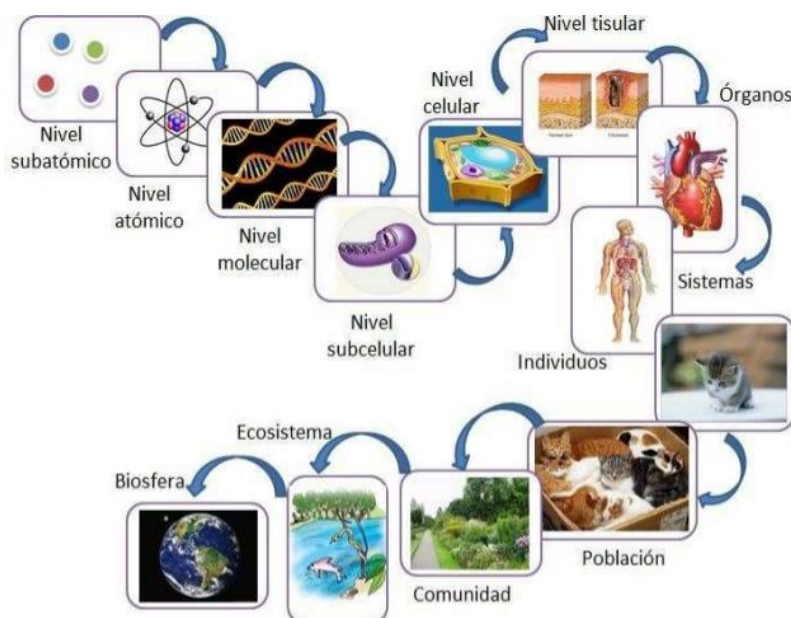 Nivel
subatómico
Nivel
atómico
Nivel
molecular
Nivel
subcelular
Nivel
celular
Nivel tisular
Órganos
Sistemas
Individuos
Población
Comunidad
Ecosistema
Biosfera